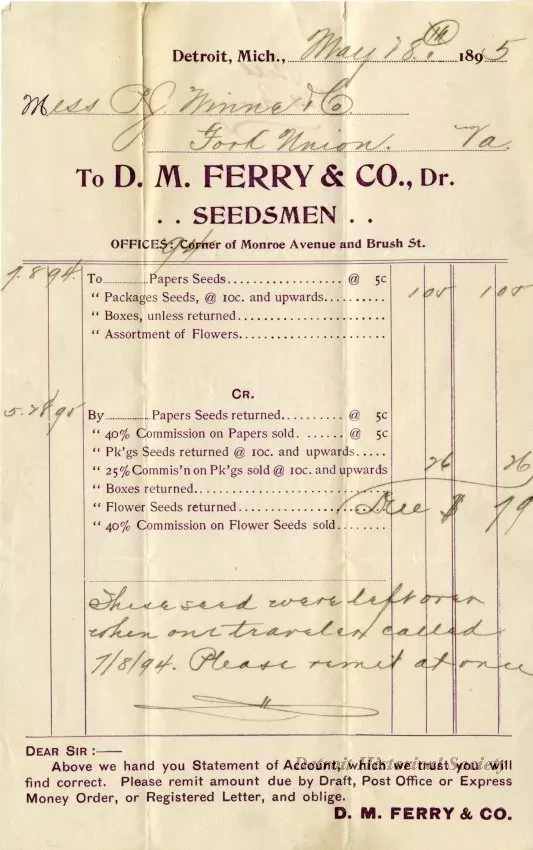 Detroit, Mich., May 28th 1895
Mess P.J. Winne & Co.
Fork Union. Va.
To D. M. FERRY & CO., Dr.
. . SEEDSMEN . .
OFFICES: Corner of Monroe Avenue and Brush St.
94
7.8 94. To Papers Seeds @ 5c
" Packages Seeds, @ 10c. and upwards 1 05 1 05
" Boxes, unless returned
" Assortment of Flowers
CR.
5.28 95 By Papers Seeds returned @ 5c
" 40% Commission on Papers sold @ 5c
" Pk'gs Seeds returned @ 10c. and upwards
" 25% Commis'n on Pk'gs sold @ 10c. and upwards 26 26
" Boxes returned
" Flower Seeds returned Due $ 79
" 40% Commission on Flower Seeds sold
These seed were left over
when our traveler called
7/8/94. Please remit at once
DEAR SIR :—
Above we hand you Statement of Account, which we trust you will
find correct. Please remit amount due by Draft, Post Office or Express
Money Order, or Registered Letter, and oblige.
D. M. FERRY & CO.
Detroit Historical Society